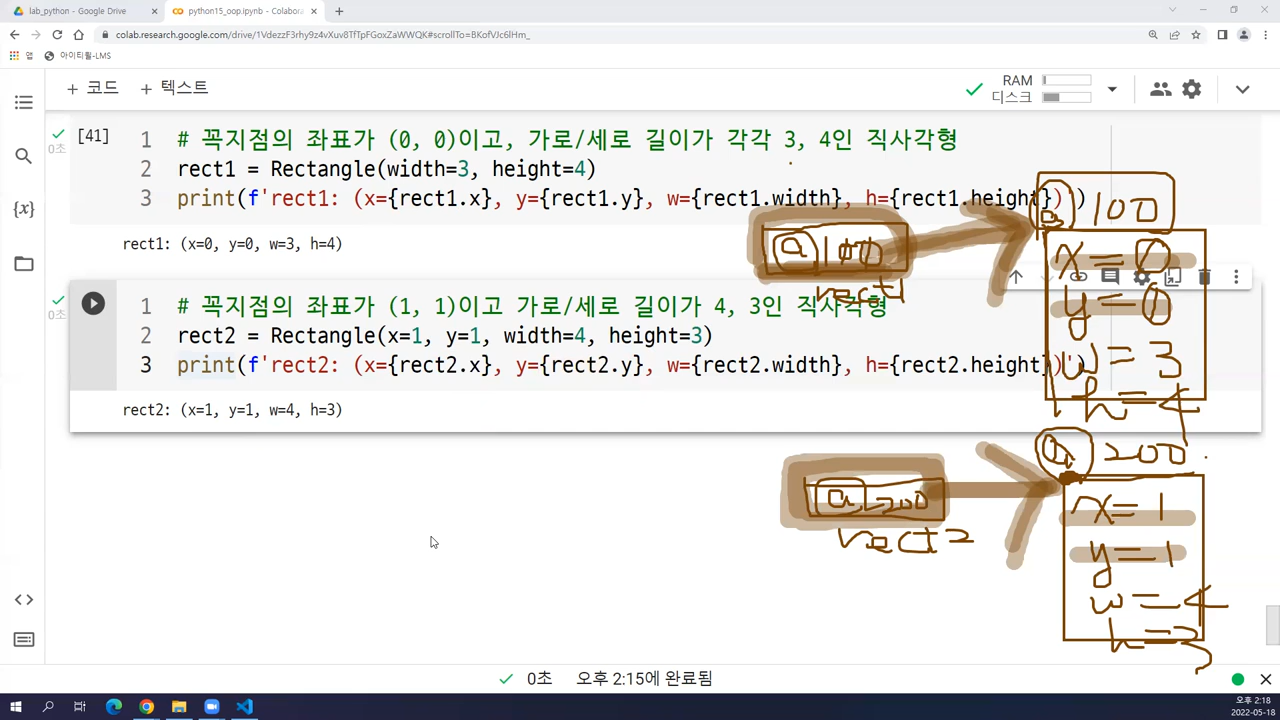 lab_python - Google Drive
python15_oop.ipynb - Colabora
colab.research.google.com/drive/1VdezzF3rhy9z4vXuv8TfTpFGoxZaWWQK#scrollTo=BKofVJc6lHm_
앱
아이티윌-LMS
+ 코드 + 텍스트
RAM
디스크
[41]
0초
1 # 꼭지점의 좌표가 (0, 0)이고, 가로/세로 길이가 각각 3, 4인 직사각형
2 rect1 = Rectangle(width=3, height=4)
3 print(f'rect1: (x={rect1.x}, y={rect1.y}, w={rect1.width}, h={rect1.height})')
rect1: (x=0, y=0, w=3, h=4)
0초
1 # 꼭지점의 좌표가 (1, 1)이고 가로/세로 길이가 4, 3인 직사각형
2 rect2 = Rectangle(x=1, y=1, width=4, height=3)
3 print(f'rect2: (x={rect2.x}, y={rect2.y}, w={rect2.width}, h={rect2.height})')
rect2: (x=1, y=1, w=4, h=3)
@ 100
rect1
@ 100
x=0
y=0
w=3
h=4
@ 200
rect2
@ 200
x=1
y=1
w=4
h=3
{x}
0초 오후 2:15에 완료됨
오후 2:18
2022-05-18